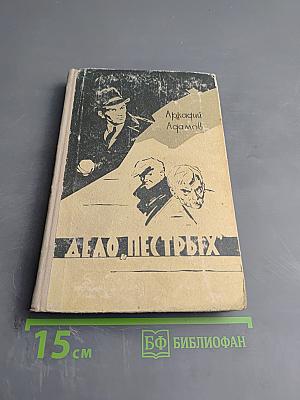 Аркадий
Адамов
ДЕЛО „ПЕСТРЫХ"
15 см
БФ
БИБЛИОФАН